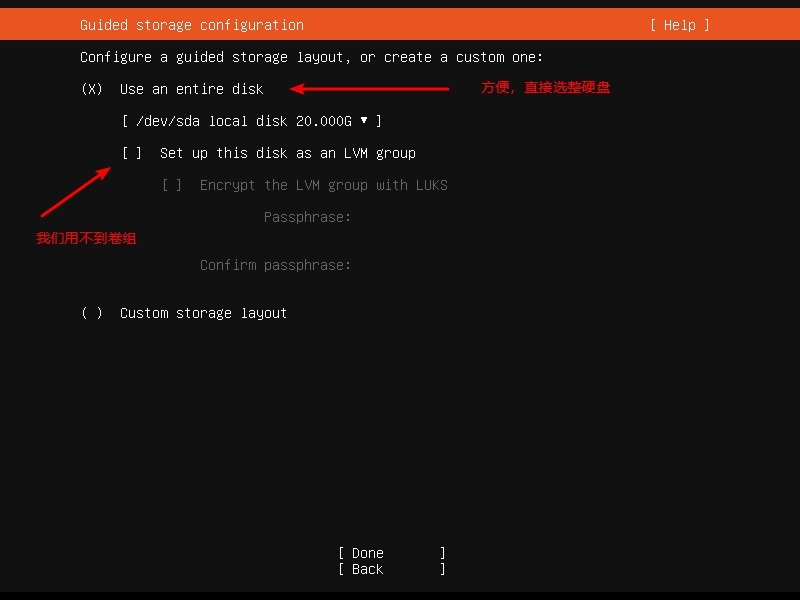 Guided storage configuration [ Help ]
Configure a guided storage layout, or create a custom one:
(X) Use an entire disk 方便，直接选整硬盘
[ /dev/sda local disk 20.000G ▾ ]
[ ] Set up this disk as an LVM group
[ ] Encrypt the LVM group with LUKS
Passphrase:
我们用不到卷组
Confirm passphrase:
( ) Custom storage layout
[ Done ]
[ Back ]